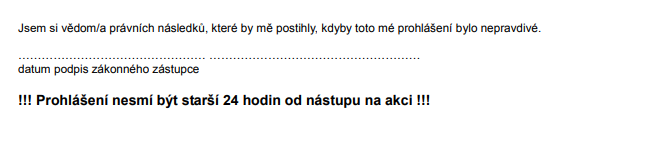 Jsem si vědom/a právních následků, které by mě postihly, kdyby toto mé prohlášení bylo nepravdivé.
................................................ ......................................................
datum podpis zákonného zástupce
!!! Prohlášení nesmí být starší 24 hodin od nástupu na akci !!!